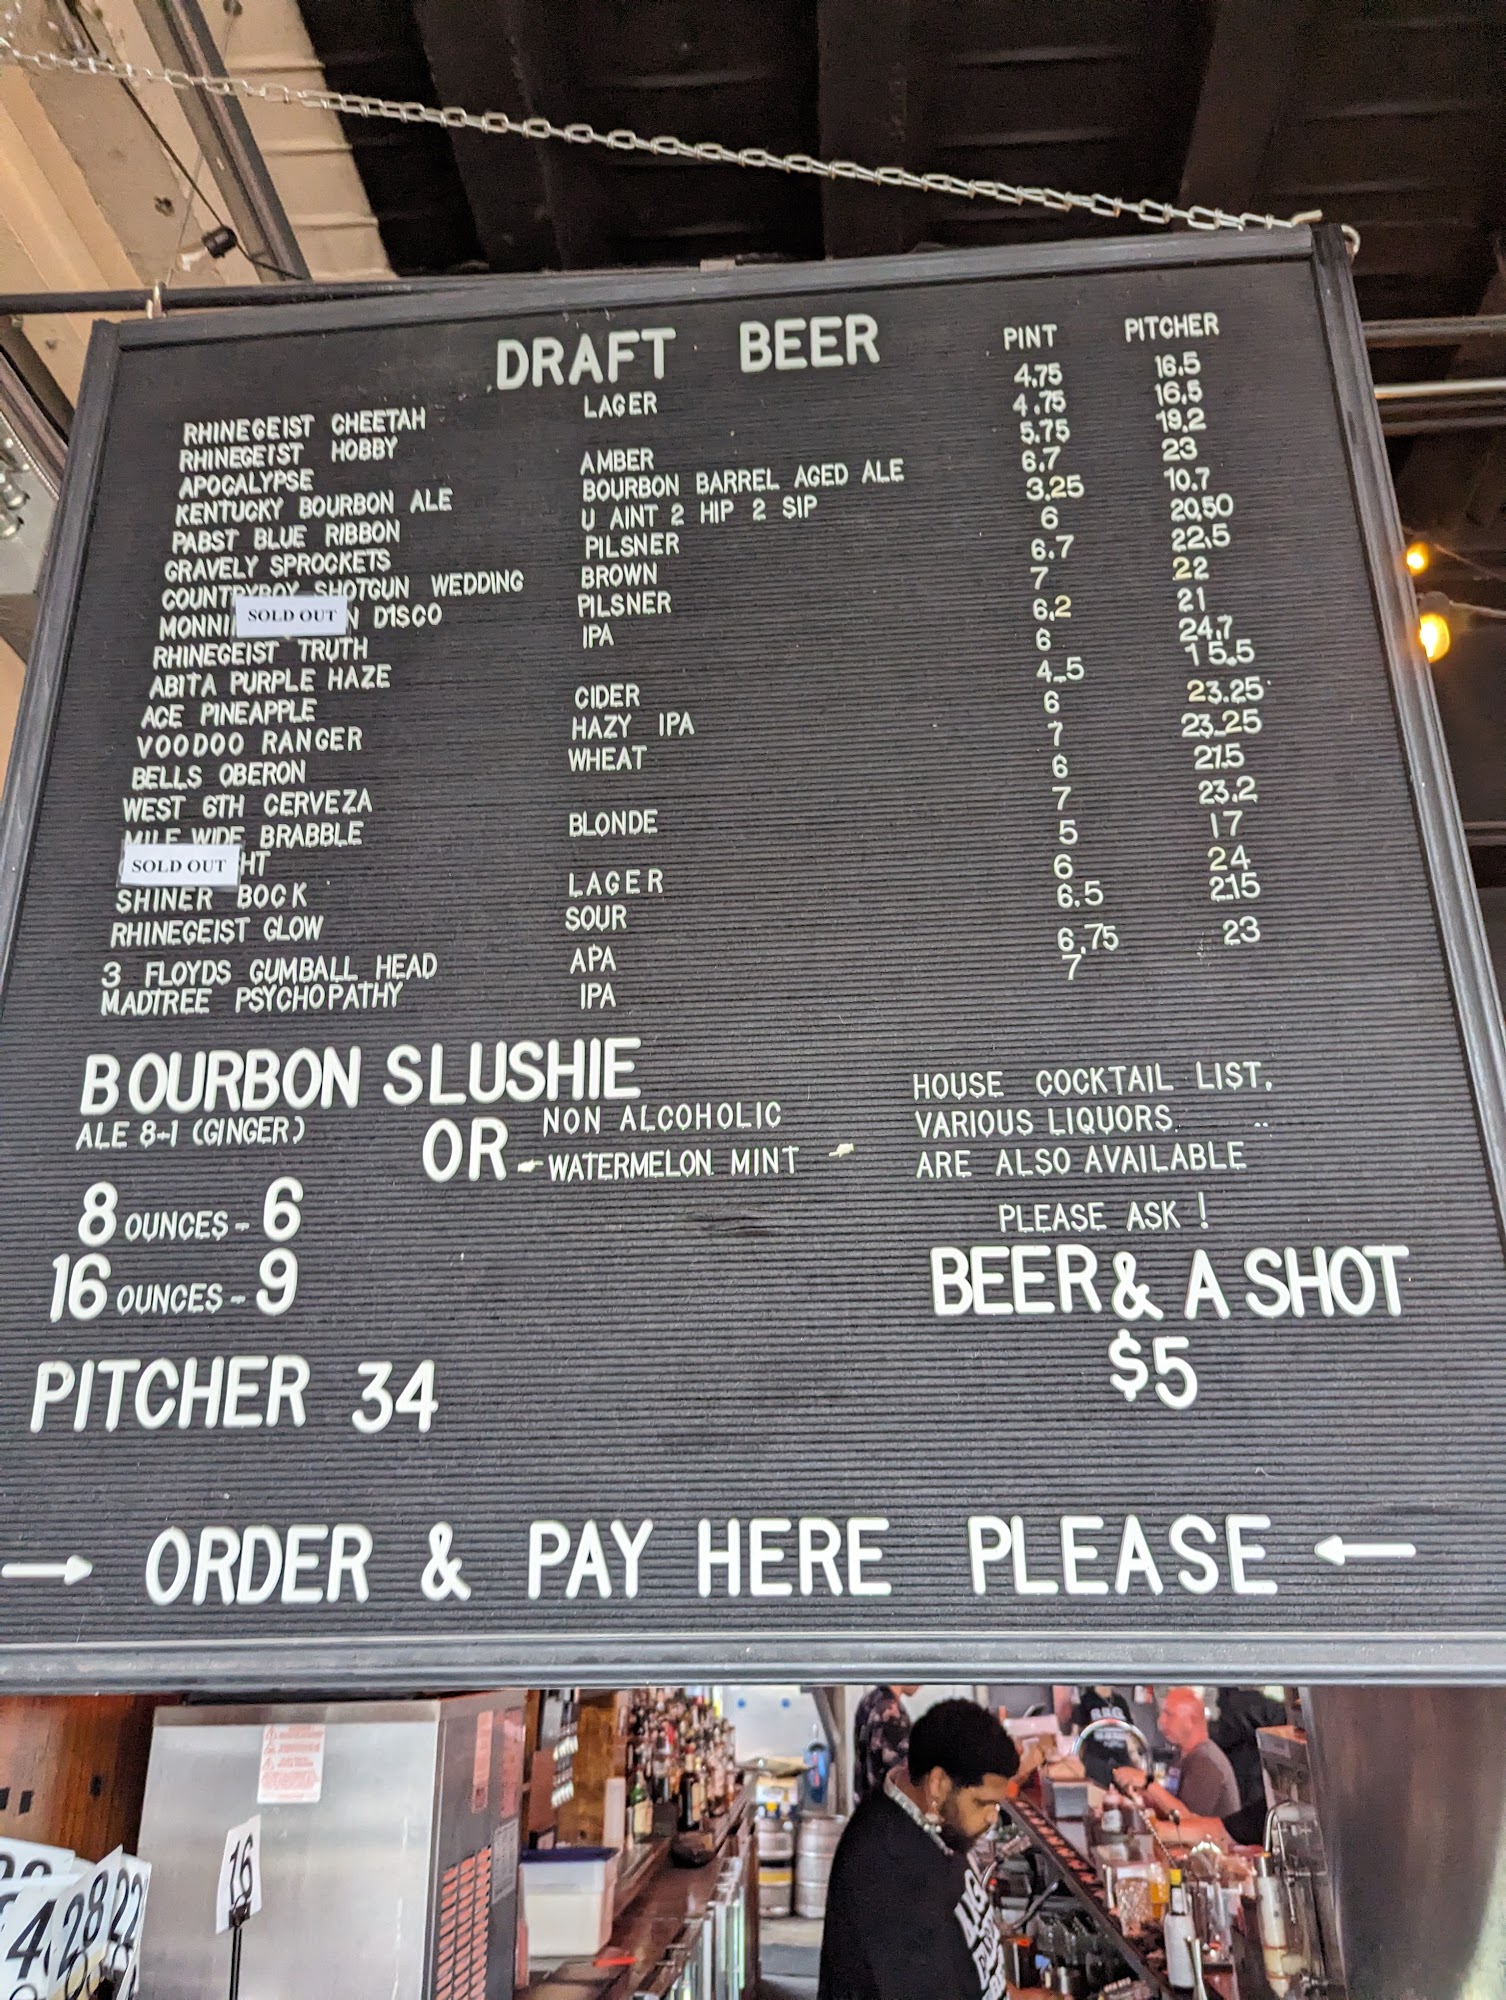 DRAFT BEER PINT PITCHER
RHINEGEIST CHEETAH LAGER 4.75 16.5
RHINEGEIST HOBBY 4.75 16.5
APOCALYPSE AMBER 5.75 19.2
KENTUCKY BOURBON ALE BOURBON BARREL AGED ALE 6.7 23
PABST BLUE RIBBON U AINT 2 HIP 2 SIP 3.25 10.7
GRAVELY SPROCKETS PILSNER 6 20.50
COUNTRYBOY SHOTGUN WEDDING BROWN 6.7 22.5
MONNI SOLD OUT N D1SCO PILSNER 7 22
RHINEGEIST TRUTH IPA 6.2 21
ABITA PURPLE HAZE 6 24.7
ACE PINEAPPLE CIDER 4.5 15.5
VOODOO RANGER HAZY IPA 6 23.25
BELLS OBERON WHEAT 7 23.25
WEST 6TH CERVEZA 6 21.5
MILE WIDE BRABBLE BLONDE 7 23.2
SOLD OUT HT 5 17
SHINER BOCK LAGER 6 24
RHINEGEIST GLOW SOUR 6.5 21.5
3 FLOYDS GUMBALL HEAD APA 6.75 23
MADTREE PSYCHOPATHY IPA 7
BOURBON SLUSHIE
ALE 8-1 (GINGER) OR NON ALCOHOLIC
WATERMELON MINT
8 OUNCES - 6
16 OUNCES - 9
PITCHER 34
HOUSE COCKTAIL LIST.
VARIOUS LIQUORS
ARE ALSO AVAILABLE
PLEASE ASK !
BEER & A SHOT
$5
→ ORDER & PAY HERE PLEASE ←
16
4
28
22